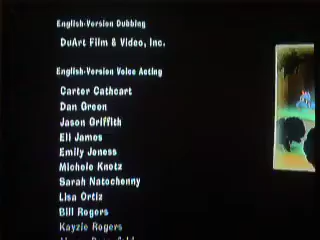 English-Version Dubbing
DuArt Film & Video, Inc.
English-Version Voice Acting
Carter Cathcart
Dan Green
Jason Griffith
Eli James
Emily Jeness
Michele Knotz
Sarah Natochenny
Lisa Ortiz
Bill Rogers
Kayzie Rogers